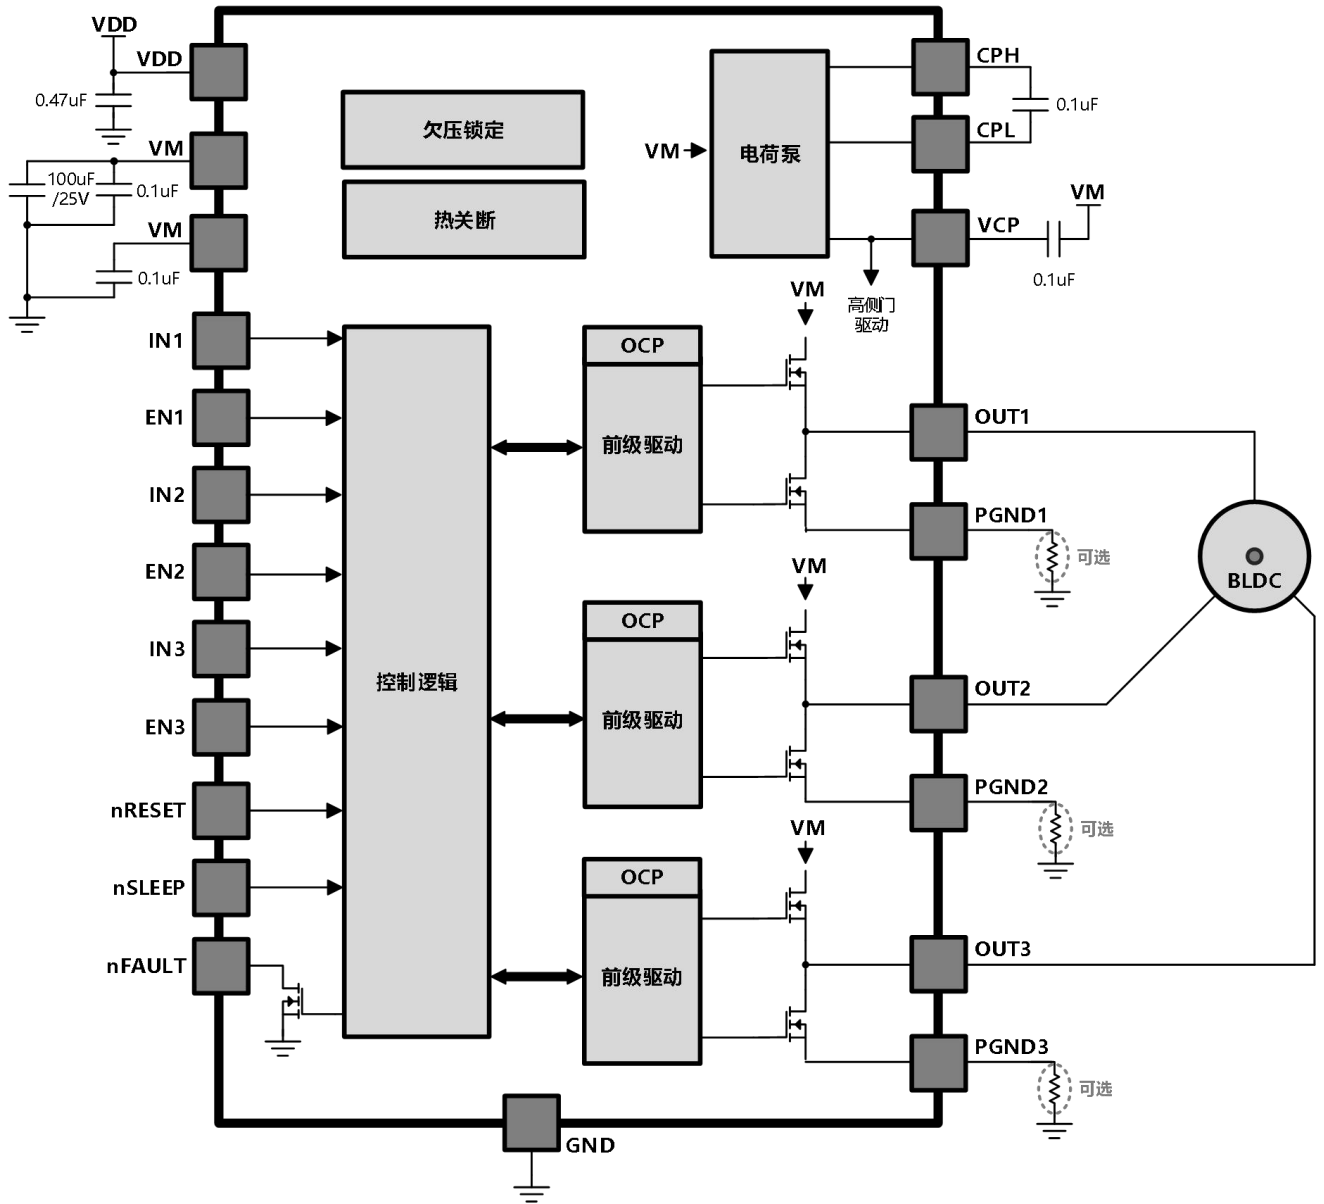 VDD
VDD
0.47uF
VM
100uF
/25V
0.1uF
VM
0.1uF
IN1
EN1
IN2
EN2
IN3
EN3
nRESET
nSLEEP
nFAULT
欠压锁定
热关断
控制逻辑
VM
电荷泵
CPH
0.1uF
CPL
VCP
VM
0.1uF
高侧门
驱动
VM
OCP
前级驱动
OUT1
PGND1
可选
BLDC
VM
OCP
前级驱动
OUT2
PGND2
可选
VM
OCP
前级驱动
OUT3
PGND3
可选
GND